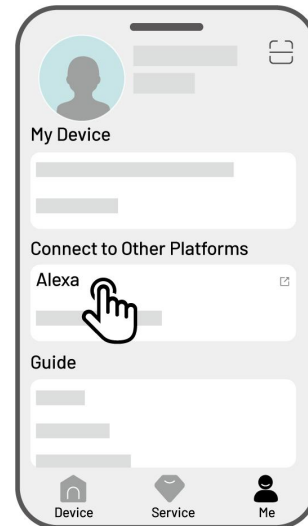 My Device
Connect to Other Platforms
Alexa
Guide
Device Service Me